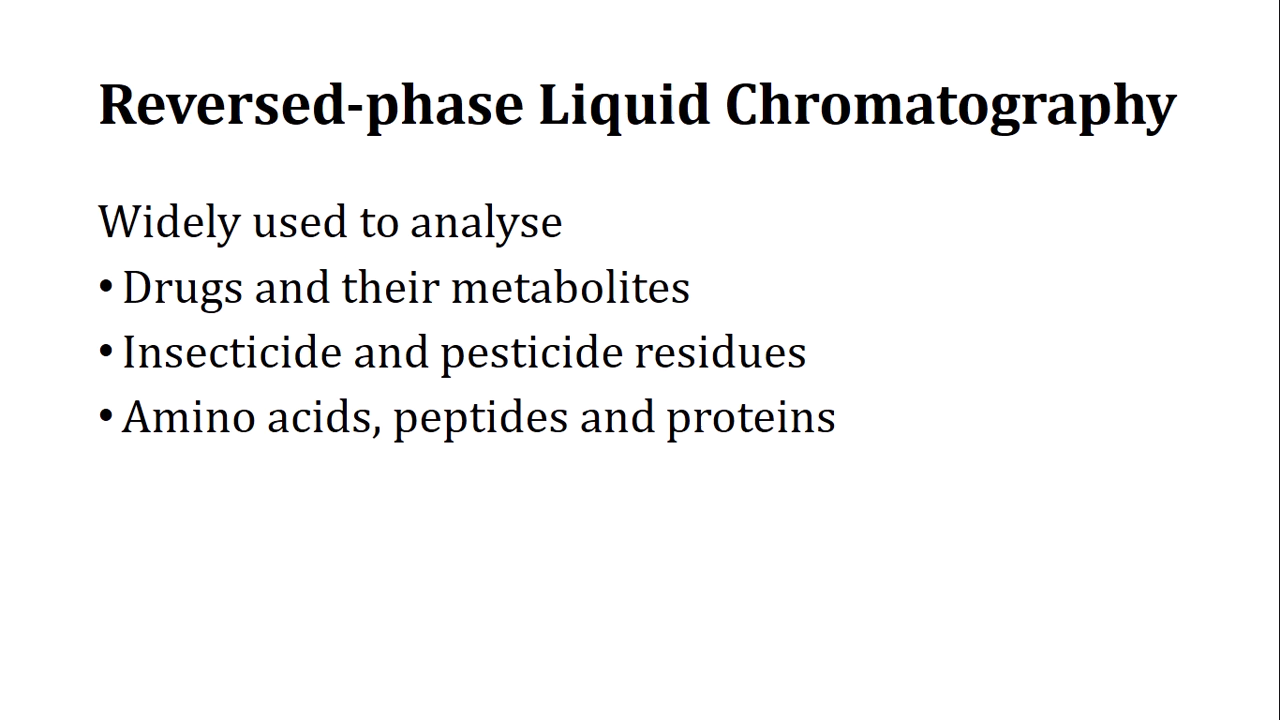 Reversed-phase Liquid Chromatography
Widely used to analyse
• Drugs and their metabolites
• Insecticide and pesticide residues
• Amino acids, peptides and proteins